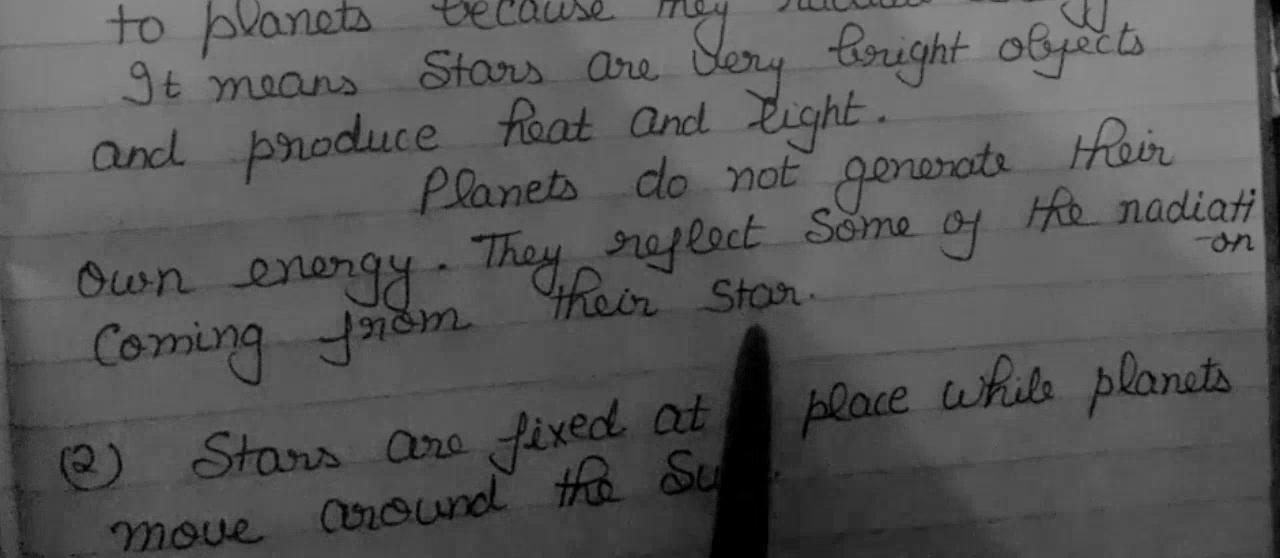 to planets because they
It means Stars are very bright objects
and produce heat and light.
Planets do not generate their
own energy. They reflect Some of the radiati
-on
Coming from their Star.
(2) Stars are fixed at place while planets
move around the